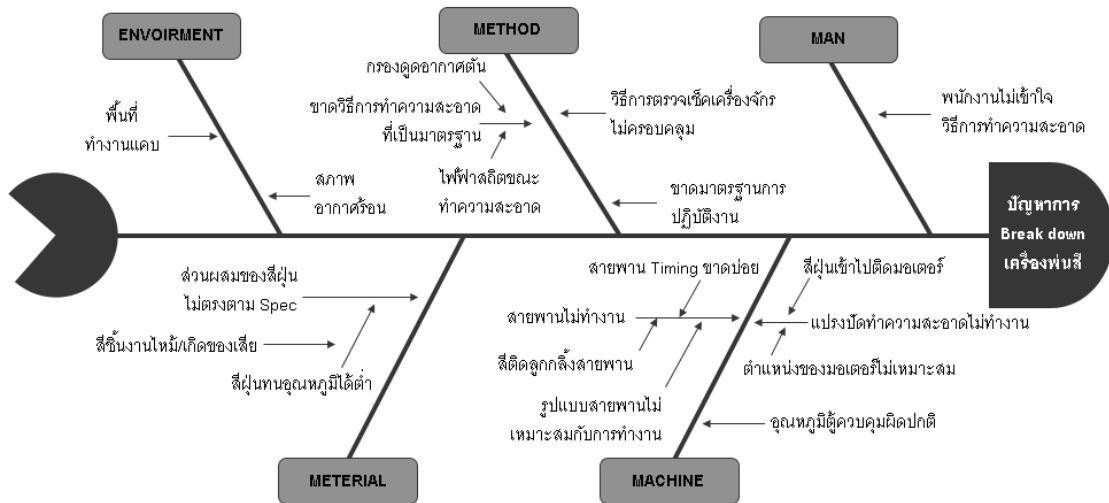 ENVOIRMENT
METHOD
MAN
กรองดูดอากาศตัน
ขาดวิธีการทำความสะอาด
ที่เป็นมาตรฐาน
ไฟฟ้าสถิตขณะ
ทำความสะอาด
วิธีการตรวจเช็คเครื่องจักร
ไม่ครอบคลุม
ขาดมาตรฐานการ
ปฏิบัติงาน
พนักงานไม่เข้าใจ
วิธีการทำความสะอาด
พื้นที่
ทำงานแคบ
สภาพ
อากาศร้อน
ปัญหาการ
Break down
เครื่องพ่นสี
ส่วนผสมของสีฝุ่น
ไม่ตรงตาม Spec
สีชิ้นงานไหม้/เกิดของเสีย
สีฝุ่นทนอุณหภูมิได้ต่ำ
สายพาน Timing ขาดบ่อย
สายพานไม่ทำงาน
สีติดลูกกลิ้งสายพาน
รูปแบบสายพานไม่
เหมาะสมกับการทำงาน
สีฝุ่นเข้าไปติดมอเตอร์
แปรงปัดทำความสะอาดไม่ทำงาน
ตำแหน่งของมอเตอร์ไม่เหมาะสม
อุณหภูมิตู้ควบคุมผิดปกติ
METERIAL
MACHINE